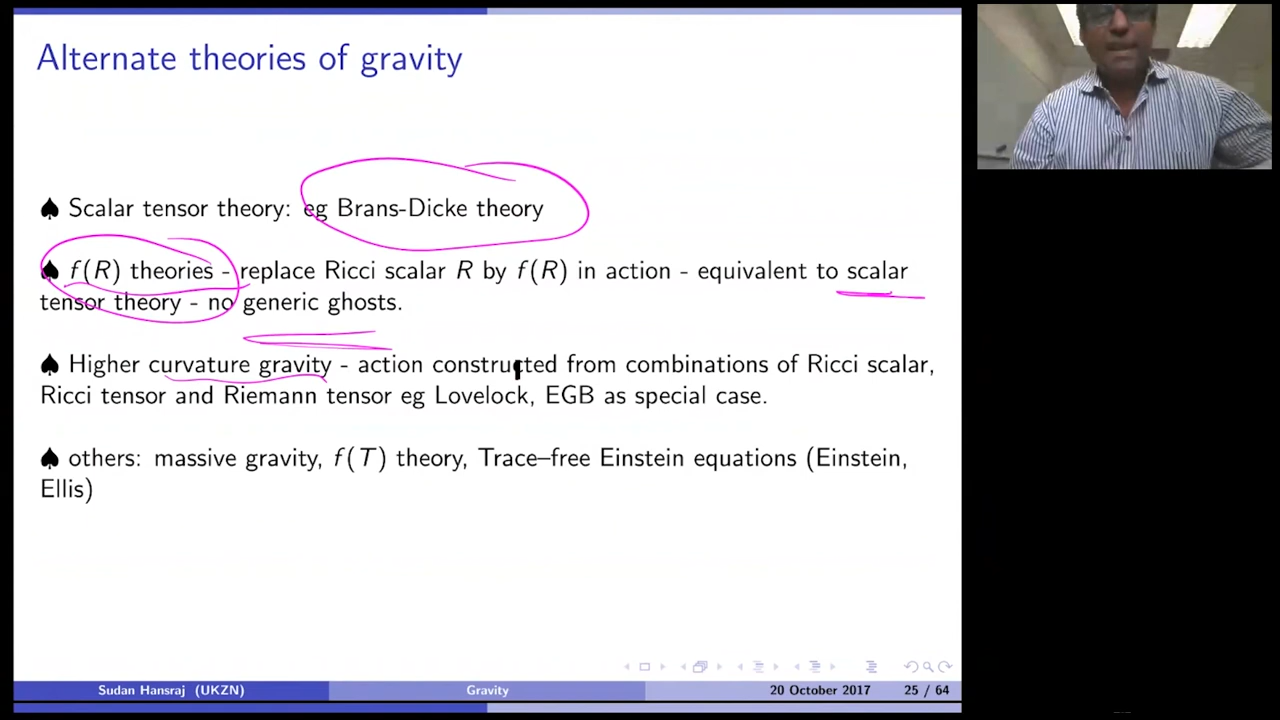 Alternate theories of gravity
♠ Scalar tensor theory: eg Brans-Dicke theory
♠ f(R) theories - replace Ricci scalar R by f(R) in action - equivalent to scalar
tensor theory - no generic ghosts.
♠ Higher curvature gravity - action constructed from combinations of Ricci scalar,
Ricci tensor and Riemann tensor eg Lovelock, EGB as special case.
♠ others: massive gravity, f(T) theory, Trace–free Einstein equations (Einstein,
Ellis)
Sudan Hansraj (UKZN) Gravity 20 October 2017 25 / 64